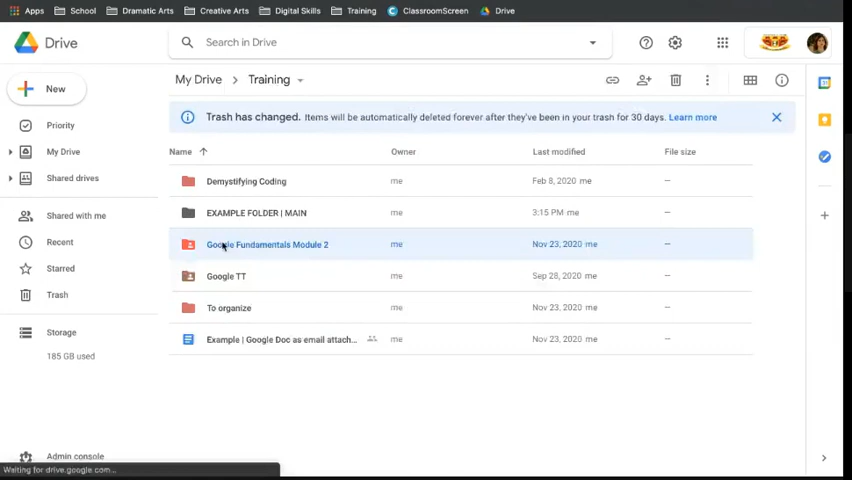 Apps School Dramatic Arts Creative Arts Digital Skills Training ClassroomScreen Drive
Drive Search in Drive
New My Drive Training
Trash has changed. Items will be automatically deleted forever after they've been in your trash for 30 days. Learn more
Priority
My Drive
Shared drives
Shared with me
Recent
Starred
Trash
Storage
185 GB used
Admin console
Name Owner Last modified File size
Demystifying Coding me Feb 8, 2020 me –
EXAMPLE FOLDER | MAIN me 3:15 PM me –
Google Fundamentals Module 2 me Nov 23, 2020 me –
Google TT me Sep 28, 2020 me –
To organize me Nov 23, 2020 me –
Example | Google Doc as email attach... me Nov 23, 2020 me –
Waiting for drive.google.com...